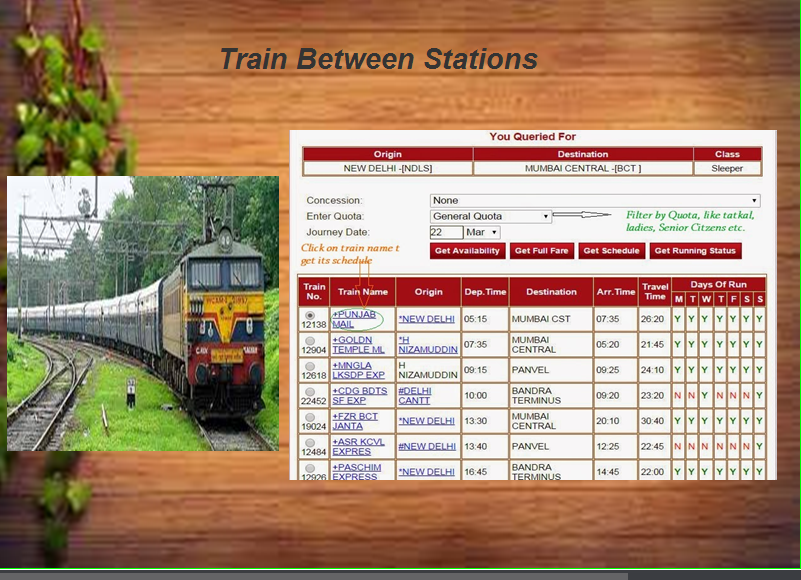 Train Between Stations
You Queried For
Origin Destination Class
NEW DELHI -[NDLS] MUMBAI CENTRAL -[BCT ] Sleeper
Concession: None
Enter Quota: General Quota
Filter by Quota, like tatkal,
ladies, Senior Citzens etc.
Journey Date: 22 Mar
Click on train name t
get its schedule
Get Availability Get Full Fare Get Schedule Get Running Status
Train No. Train Name Origin Dep.Time Destination Arr.Time Travel Time Days Of Run
M T W T F S S
12138 +PUNJAB MAIL *NEW DELHI 05:15 MUMBAI CST 07:35 26:20 Y Y Y Y Y Y Y
12904 +GOLDN TEMPLE ML *H NIZAMUDDIN 07:35 MUMBAI CENTRAL 05:20 21:45 Y Y Y Y Y Y Y
12618 +MNGLA LKSDP EXP H NIZAMUDDIN 09:15 PANVEL 09:25 24:10 Y Y Y Y Y Y Y
22452 +CDG BDTS SF EXP #DELHI CANTT 10:00 BANDRA TERMINUS 09:20 23:20 N N Y N N N Y
19024 +FZR BCT JANTA *NEW DELHI 13:30 MUMBAI CENTRAL 20:10 30:40 Y Y Y Y Y Y Y
12484 +ASR KCVL EXPRES #NEW DELHI 13:40 PANVEL 12:25 22:45 N N N N N N Y
12926 +PASCHIM EXPRESS *NEW DELHI 16:45 BANDRA TERMINUS 14:45 22:00 Y Y Y Y Y Y Y